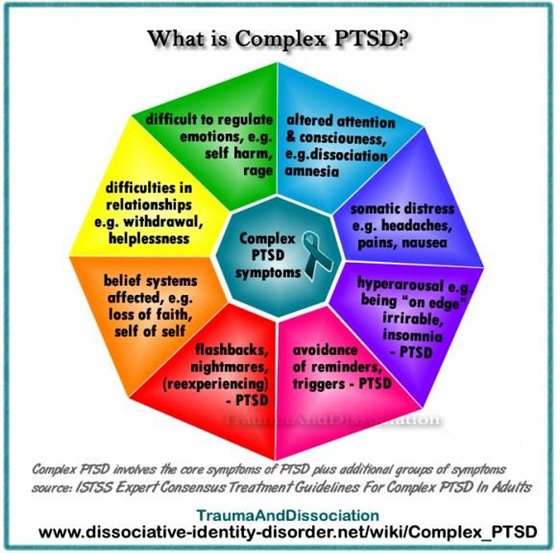 What is Complex PTSD?
difficult to regulate
emotions, e.g.
self harm,
rage
altered attention
& consciouness,
e.g.dissociation
amnesia
somatic distress
e.g. headaches,
pains, nausea
hyperarousal e.g.
being "on edge"
irrirable,
insomnia
- PTSD
avoidance
of reminders,
triggers - PTSD
flashbacks,
nightmares,
(reexperiencing)
- PTSD
belief systems
affected, e.g.
loss of faith,
self of self
difficulties in
relationships
e.g. withdrawal,
helplessness
Complex
PTSD
symptoms
TraumaAndDissociation
Complex PTSD involves the core symptoms of PTSD plus additional groups of symptoms
source: ISTSS Expert Consensus Treatment Guidelines For Complex PTSD In Adults
TraumaAndDissociation
www.dissociative-identity-disorder.net/wiki/Complex_PTSD